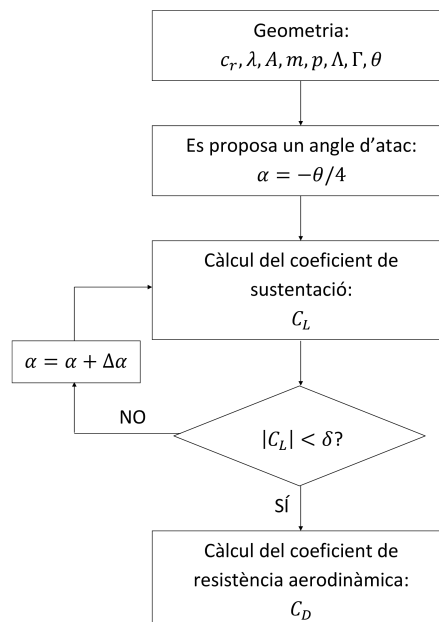 Geometria:
c_r, λ, A, m, p, Λ, Γ, θ
Es proposa un angle d’atac:
α = −θ/4
Càlcul del coeficient de
sustentació:
C_L
α = α + Δα
NO
|C_L| < δ?
SÍ
Càlcul del coeficient de
resistència aerodinàmica:
C_D